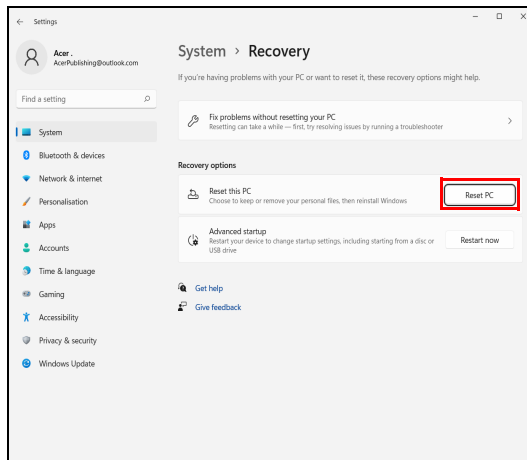 Settings
Acer .
AcerPublishing@outlook.com
Find a setting
System
Bluetooth & devices
Network & internet
Personalisation
Apps
Accounts
Time & language
Gaming
Accessibility
Privacy & security
Windows Update
System > Recovery
If you're having problems with your PC or want to reset it, these recovery options might help.
Fix problems without resetting your PC
Resetting can take a while — first, try resolving issues by running a troubleshooter
Recovery options
Reset this PC
Choose to keep or remove your personal files, then reinstall Windows
Reset PC
Advanced startup
Restart your device to change startup settings, including starting from a disc or
USB drive
Restart now
Get help
Give feedback